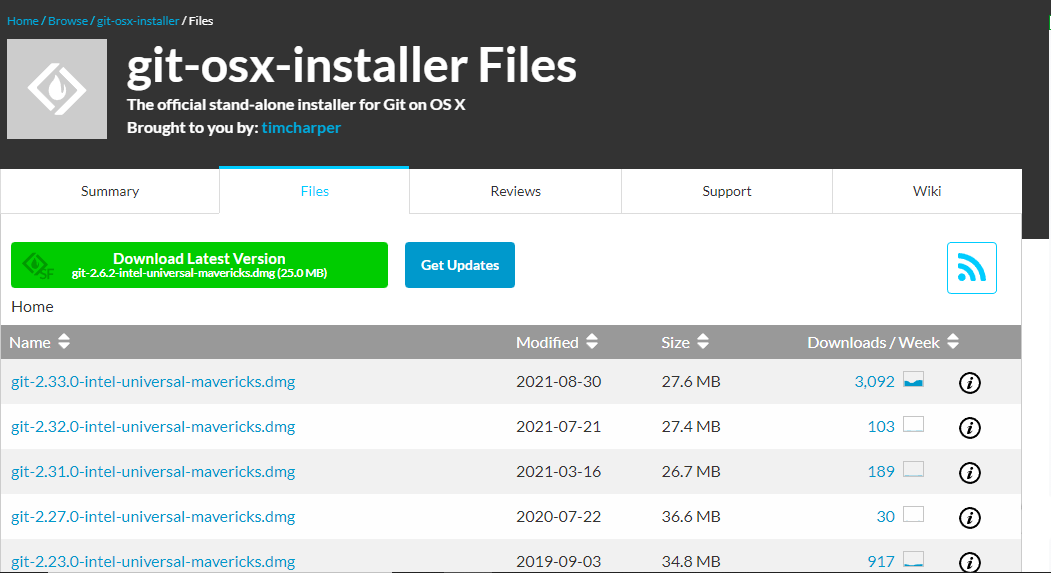 Home / Browse / git-osx-installer / Files
git-osx-installer Files
The official stand-alone installer for Git on OS X
Brought to you by: timcharper
Summary Files Reviews Support Wiki
Download Latest Version
git-2.6.2-intel-universal-mavericks.dmg (25.0 MB)
Get Updates
SF
Home
Name Modified Size Downloads / Week
git-2.33.0-intel-universal-mavericks.dmg 2021-08-30 27.6 MB 3,092 i
git-2.32.0-intel-universal-mavericks.dmg 2021-07-21 27.4 MB 103 i
git-2.31.0-intel-universal-mavericks.dmg 2021-03-16 26.7 MB 189 i
git-2.27.0-intel-universal-mavericks.dmg 2020-07-22 36.6 MB 30 i
git-2.23.0-intel-universal-mavericks.dmg 2019-09-03 34.8 MB 917 i